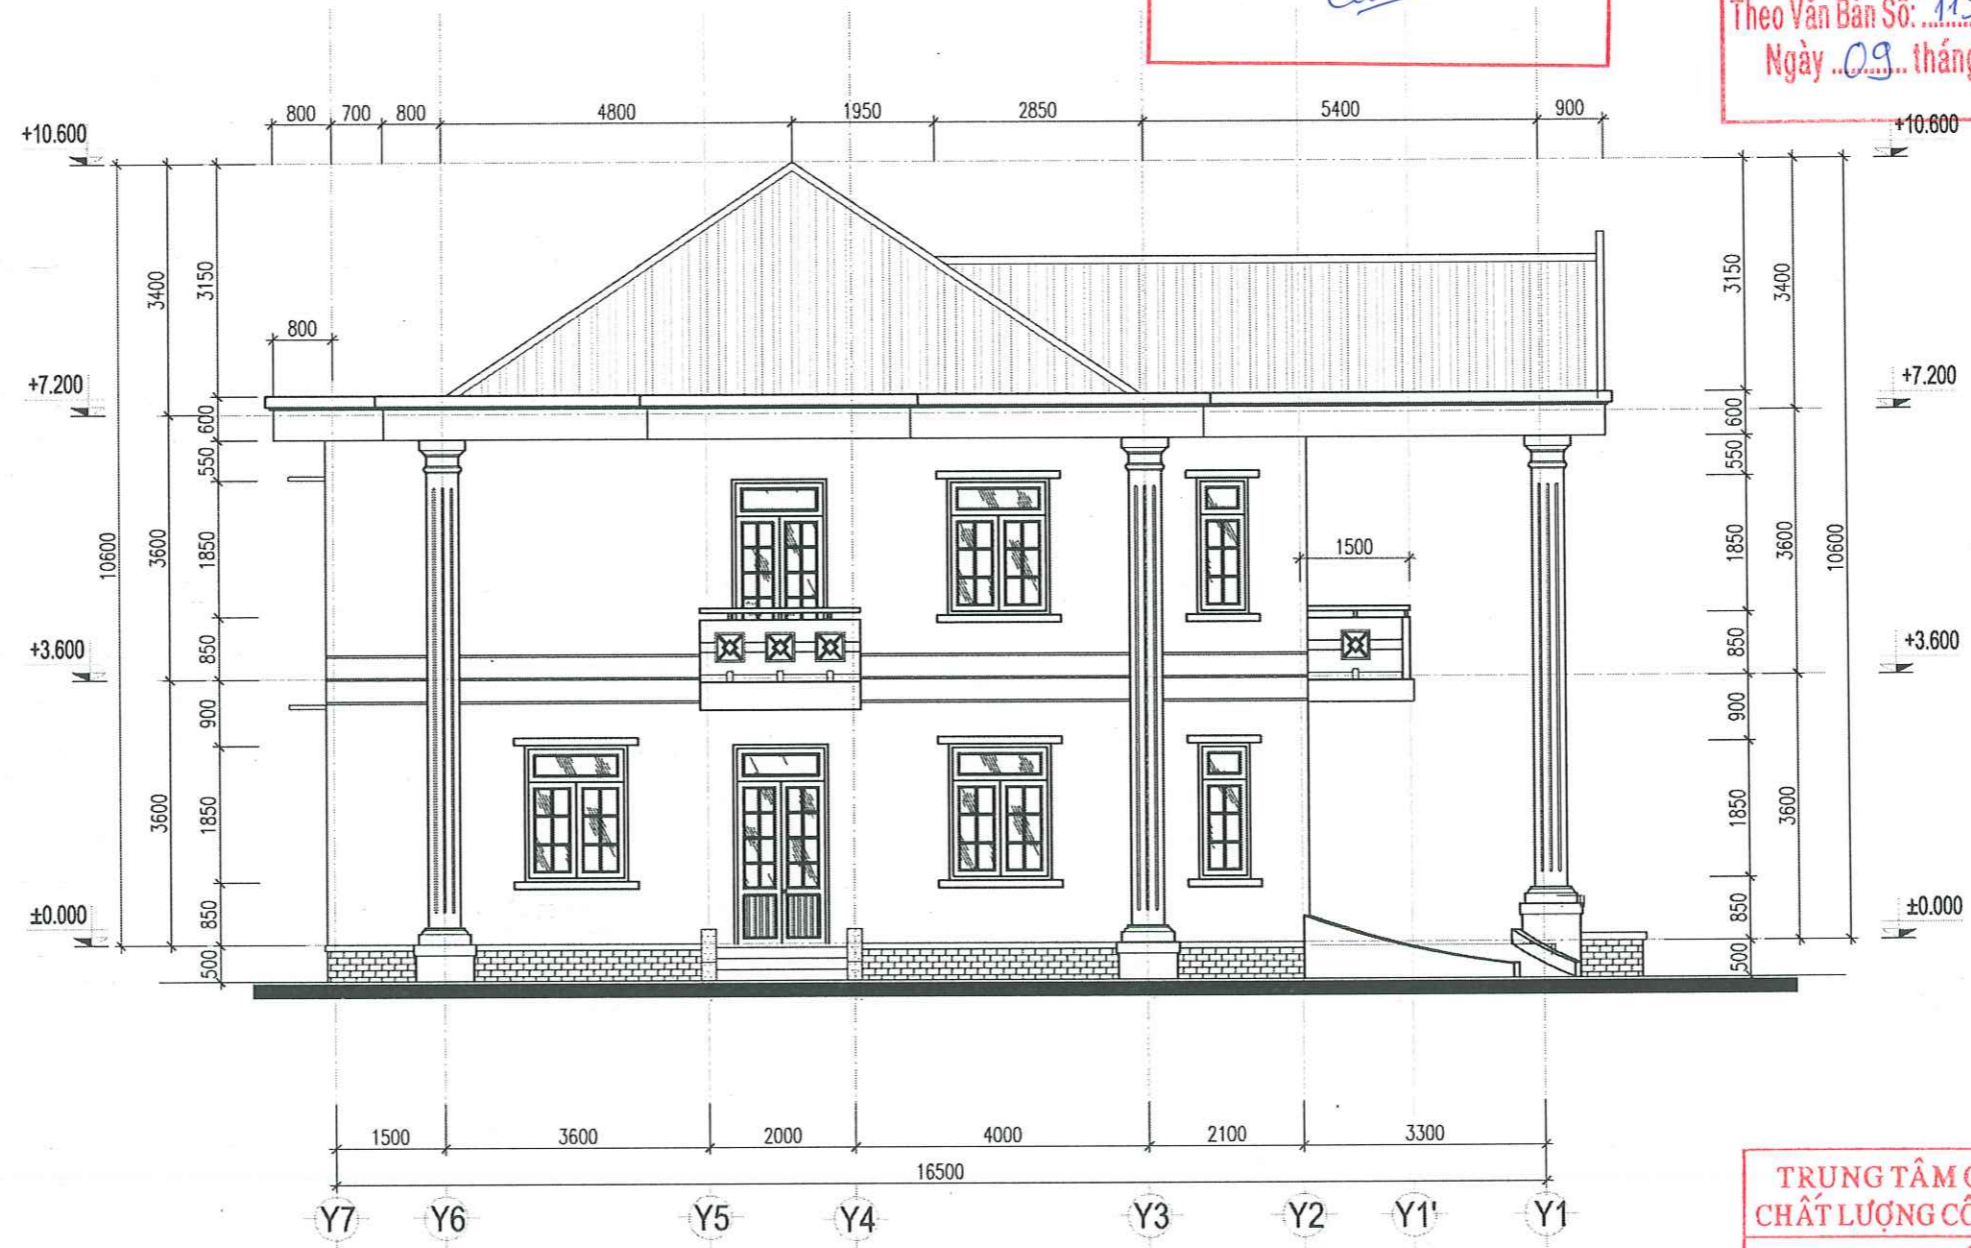 Theo Văn Bản Số:
Ngày 09 tháng
800 700 800 4800 1950 2850 5400 900
+10.600 +10.600
3400 3150 3150 3400
800
+7.200 +7.200
600 600
550 550
10600 3600 1850 1500 1850 3600 10600
850 850
+3.600 +3.600
900 900
3600 1850 1850 3600
850 850
±0.000 ±0.000
500 500
1500 3600 2000 4000 2100 3300
16500
Y7 Y6 Y5 Y4 Y3 Y2 Y1' Y1
TRUNG TÂM
CHẤT LƯỢNG